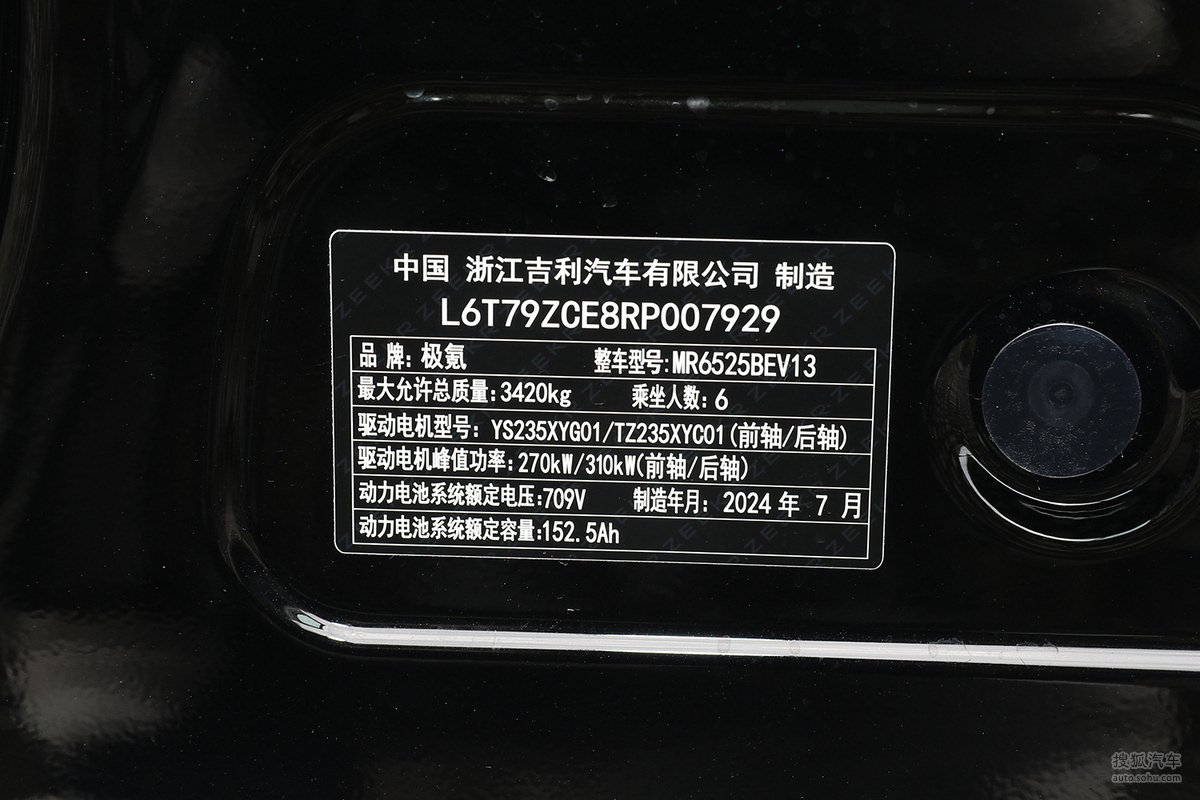 中国 浙江吉利汽车有限公司 制造
L6T79ZCE8RP007929
品 牌: 极氪 整车型号:MR6525BEV13
最大允许总质量:3420kg 乘坐人数: 6
驱动电机型号: YS235XYG01/TZ235XYC01(前轴/后轴)
驱动电机峰值功率:270kW/310kW(前轴/后轴)
动力电池系统额定电压:709V 制造年月: 2024 年 7 月
动力电池系统额定容量:152.5Ah
搜狐汽车
auto.sohu.com